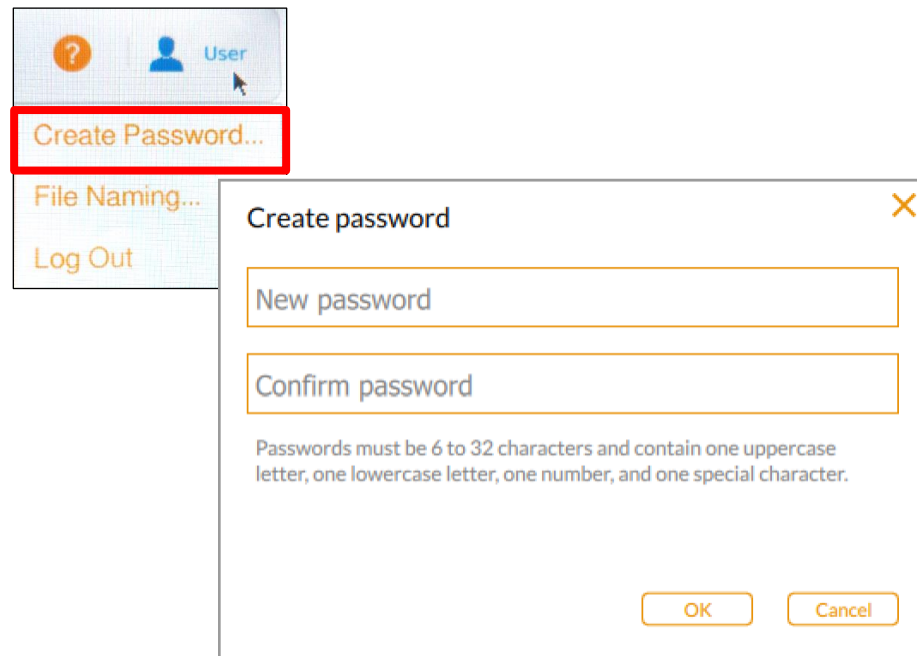 ?
User
Create Password...
File Naming...
Log Out
Create password
New password
Confirm password
Passwords must be 6 to 32 characters and contain one uppercase
letter, one lowercase letter, one number, and one special character.
OK
Cancel